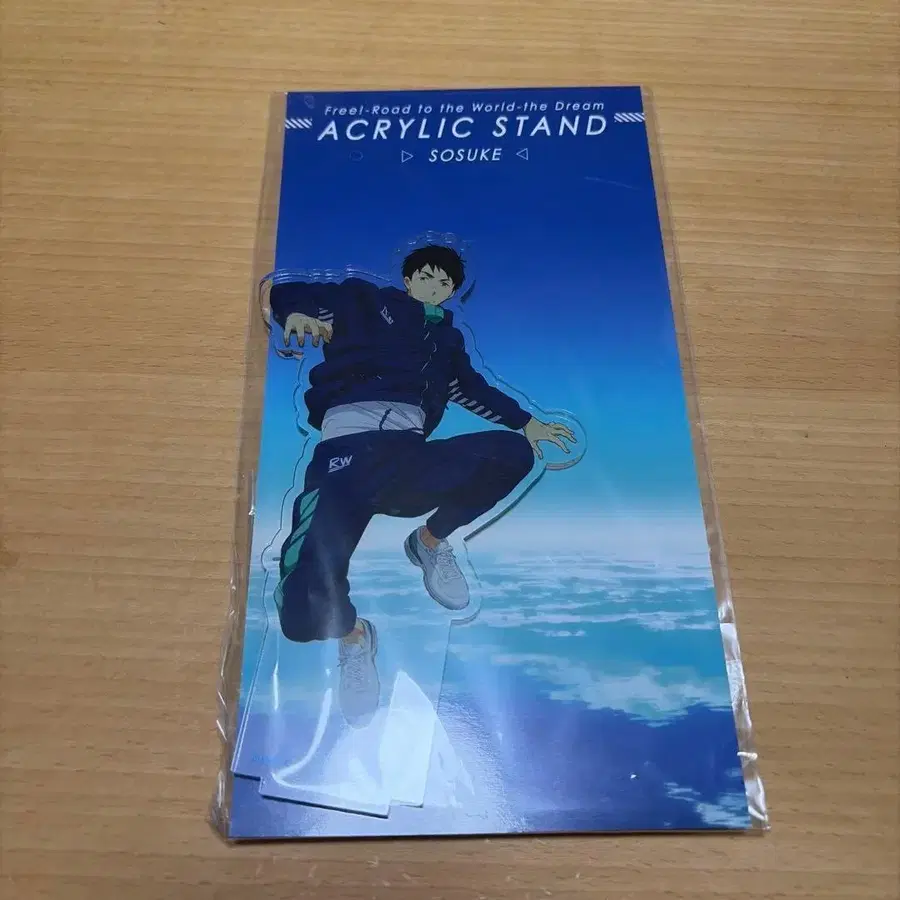 Free!-Road to the World-the Dream
ACRYLIC STAND
▷ SOSUKE ◁
RW